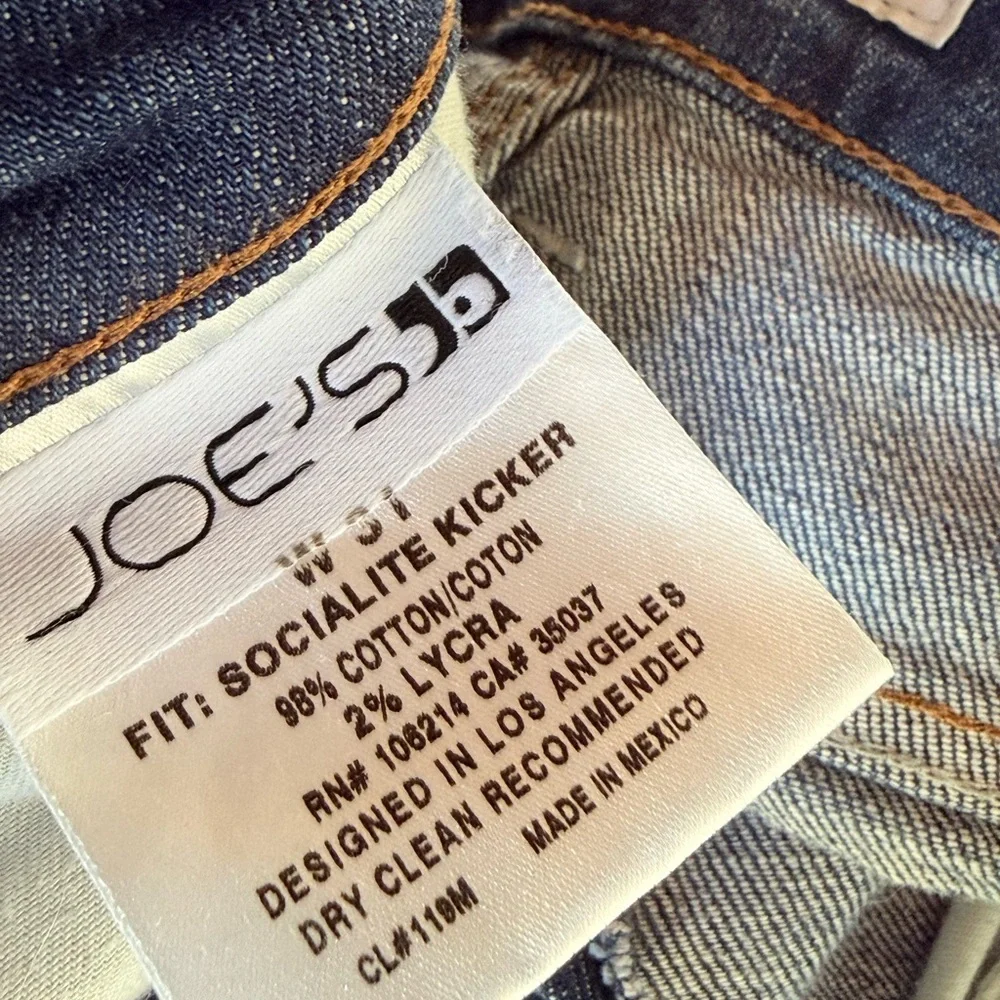 JOE'S
W 31
FIT: SOCIALITE KICKER
98% COTTON/COTON
2% LYCRA
RN# 106214 CA# 35037
DESIGNED IN LOS ANGELES
DRY CLEAN RECOMMENDED
MADE IN MEXICO
CL#119M